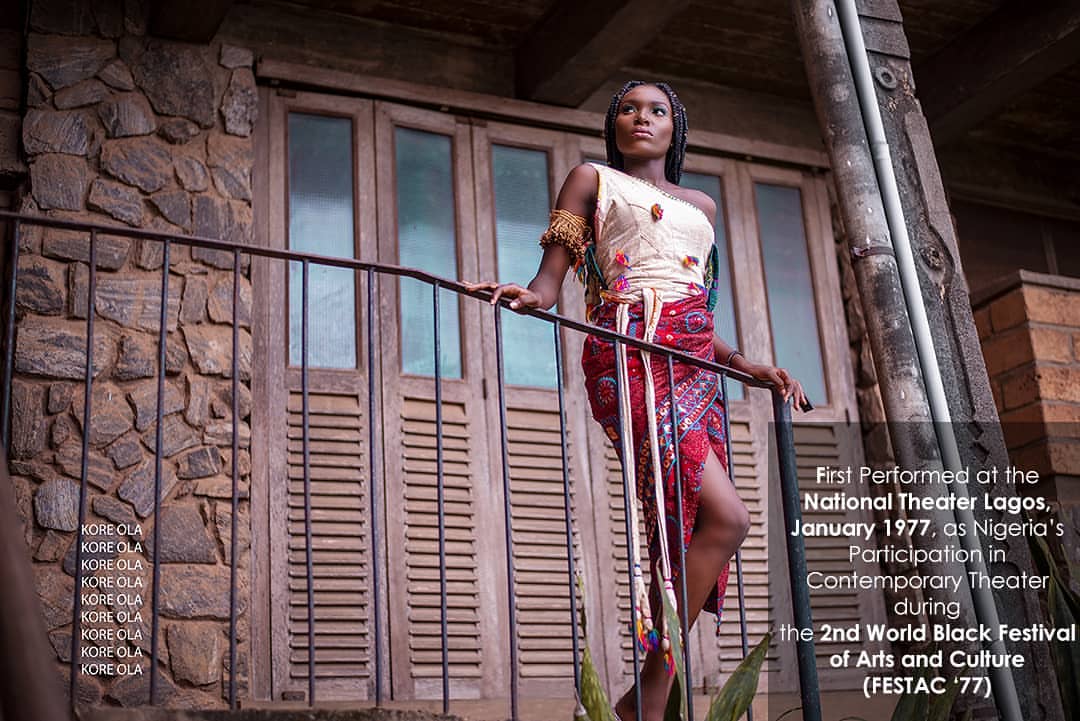 KORE OLA
KORE OLA
KORE OLA
KORE OLA
KORE OLA
KORE OLA
KORE OLA
KORE OLA
KORE OLA
First Performed at the
National Theater Lagos,
January 1977, as Nigeria's
Participation in
Contemporary Theater
during
the 2nd World Black Festival
of Arts and Culture
(FESTAC ‘77)